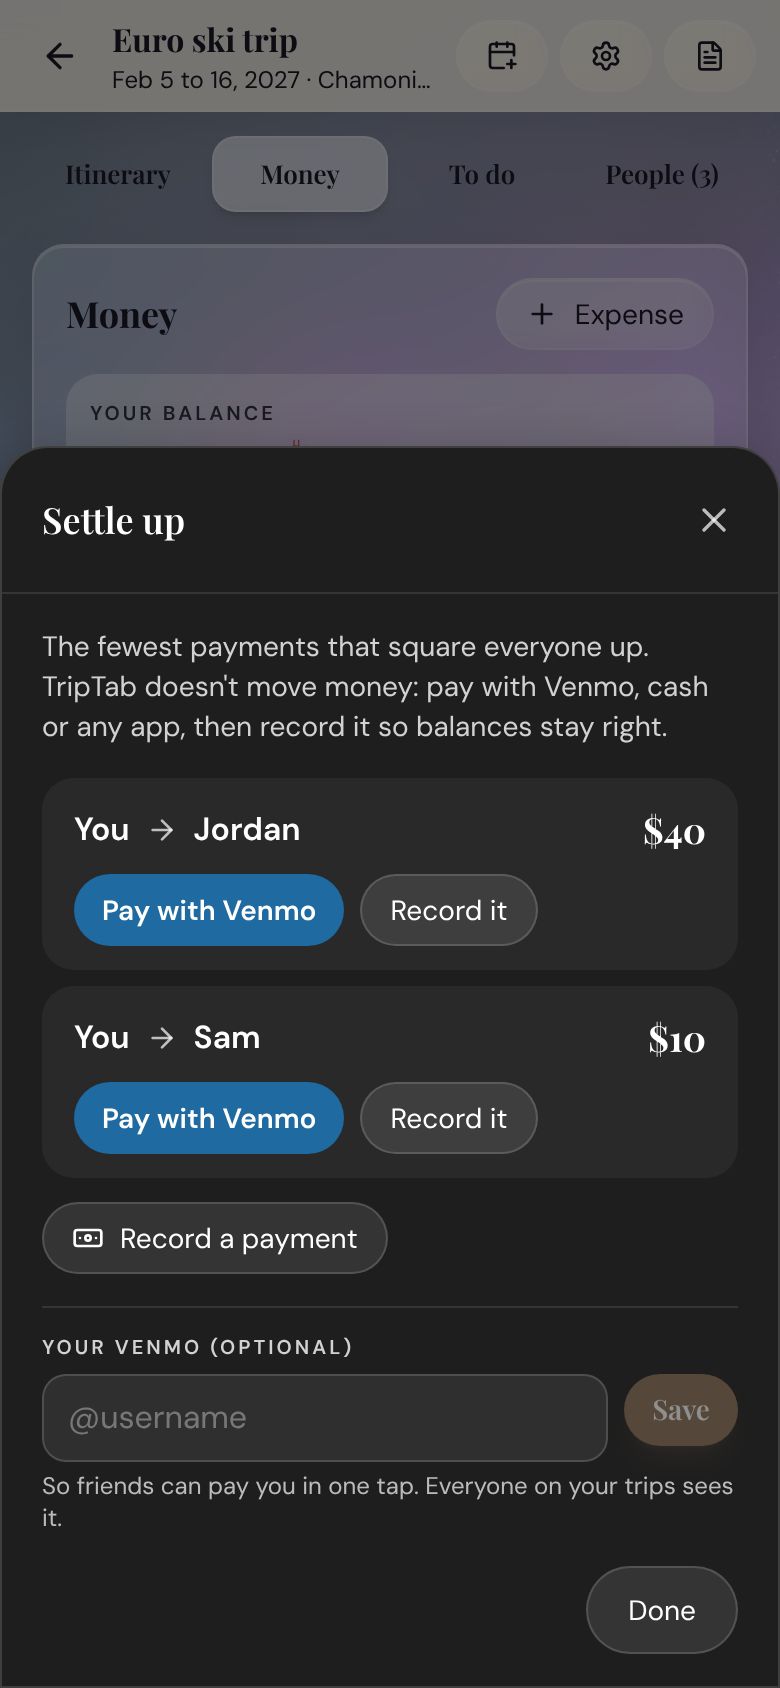 Euro ski trip
Feb 5 to 16, 2027 · Chamoni...
Itinerary
Money
To do
People (3)
Money
Expense
YOUR BALANCE
Settle up
The fewest payments that square everyone up.
TripTab doesn't move money: pay with Venmo, cash
or any app, then record it so balances stay right.
You → Jordan
$40
Pay with Venmo
Record it
You → Sam
$10
Pay with Venmo
Record it
Record a payment
YOUR VENMO (OPTIONAL)
@username
Save
So friends can pay you in one tap. Everyone on your trips sees
it.
Done